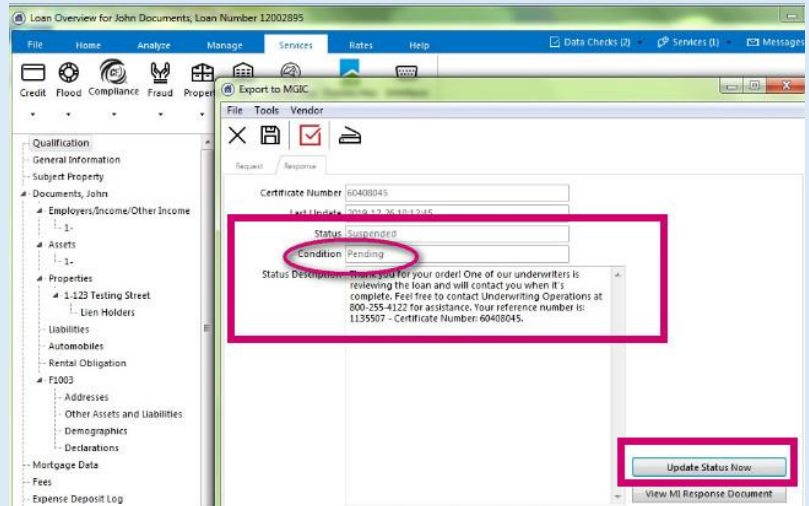 Loan Overview for John Documents, Loan Number 12002895
File Home Analyze Manage Services Rates Help Data Checks (2) Services (1) Messages
Credit Flood Compliance Fraud
Export to MGIC
File Tools Vendor
Request Response
Qualification
General Information
Subject Property
Documents, John
Employers/Income/Other Income
-1-
Assets
-1-
Properties
1-123 Testing Street
Lien Holders
Liabilities
Automobiles
Rental Obligation
F1003
Addresses
Other Assets and Liabilities
Demographics
Declarations
Mortgage Data
Fees
Expense Deposit Log
Certificate Number 60408045
Last Update 2019-12-26 10:12:45
Status Suspended
Condition Pending
Status Description Thank you for your order! One of our underwriters is
reviewing the loan and will contact you when it's
complete. Feel free to contact Underwriting Operations at
800-255-4122 for assistance. Your reference number is:
1135507 - Certificate Number: 60408045.
Update Status Now
View MI Response Document